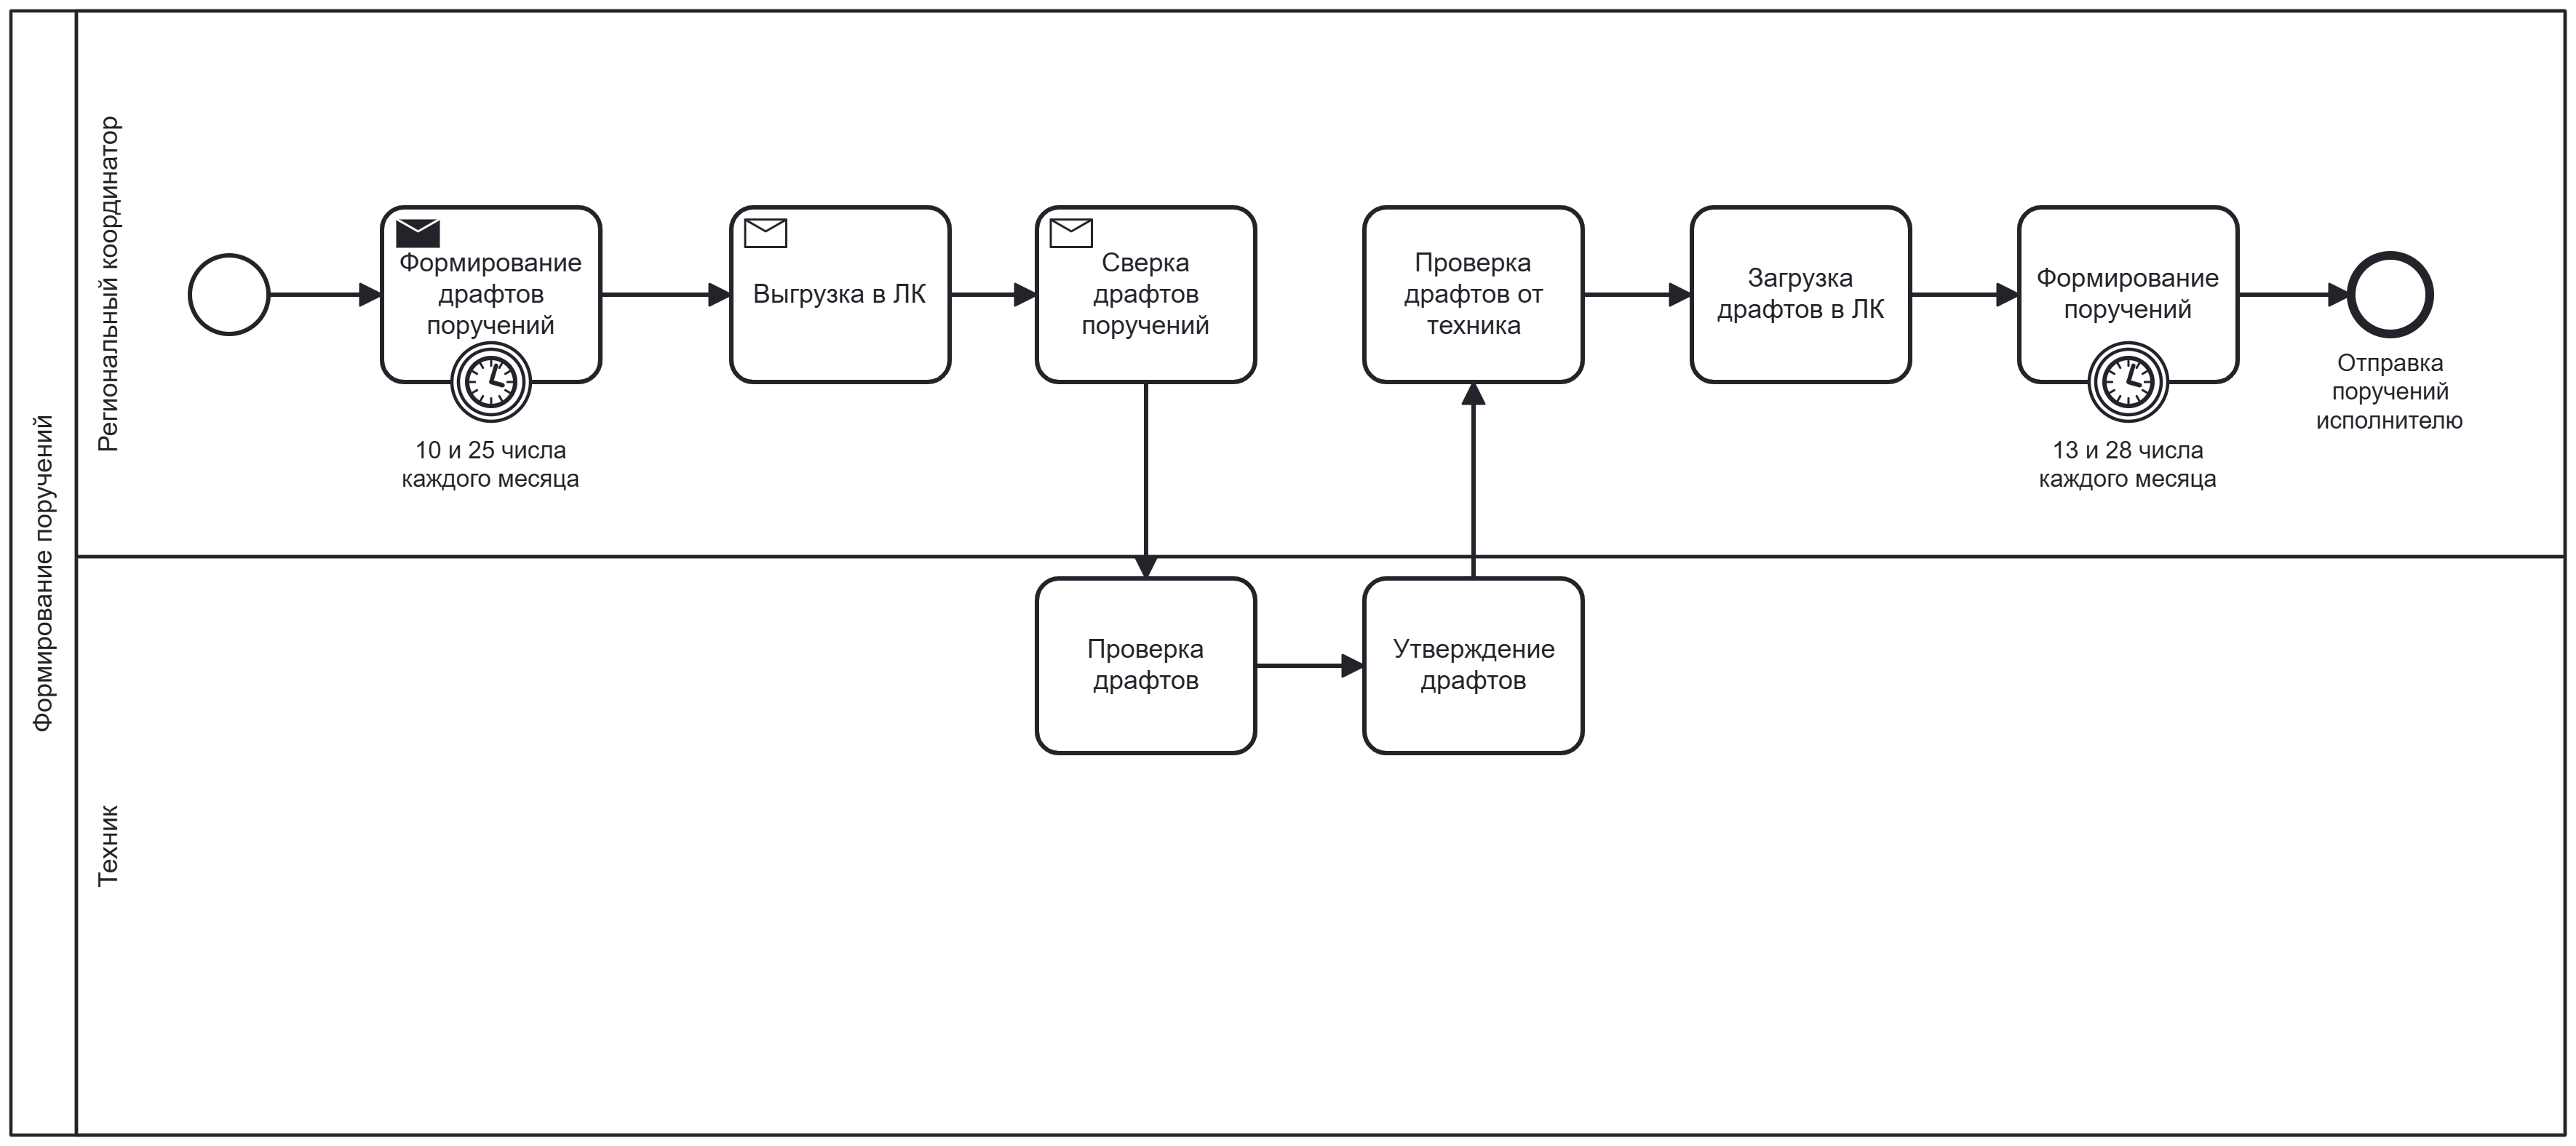 Формирование поручений
Региональный координатор
Формирование
драфтов
поручений
10 и 25 числа
каждого месяца
Выгрузка в ЛК
Сверка
драфтов
поручений
Проверка
драфтов от
техника
Загрузка
драфтов в ЛК
Формирование
поручений
13 и 28 числа
каждого месяца
Отправка
поручений
исполнителю
Техник
Проверка
драфтов
Утверждение
драфтов